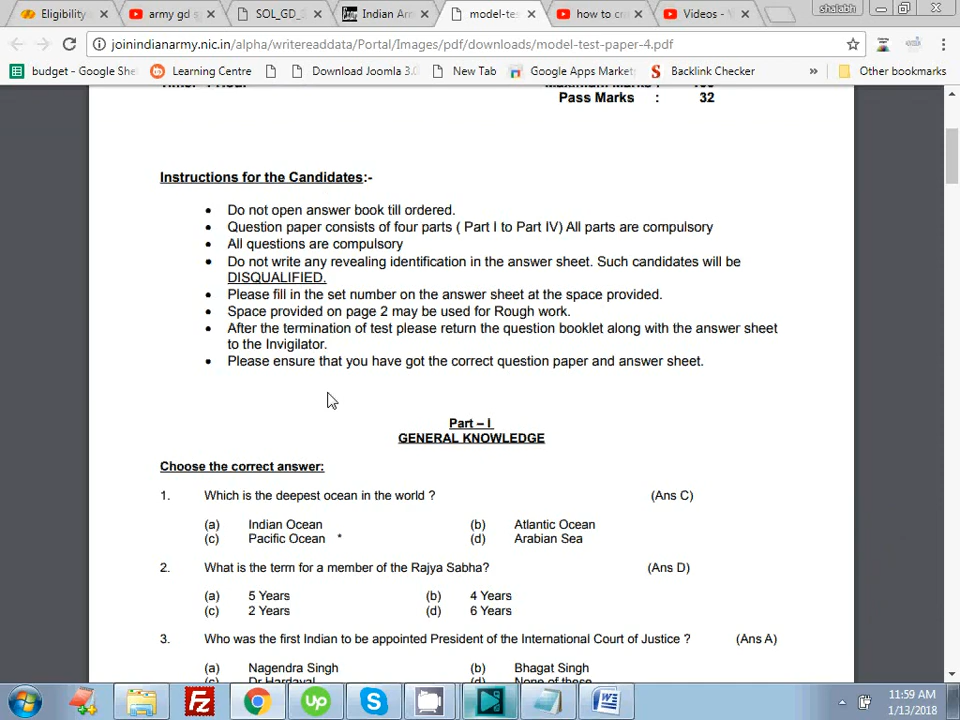 Eligibility
army gd s
SOL_GD_
Indian Arm
model-tes
how to cr
Videos -
shalabh
joinindianarmy.nic.in/alpha/writereaddata/Portal/Images/pdf/downloads/model-test-paper-4.pdf
budget - Google She
Learning Centre
Download Joomla 3.0
New Tab
Google Apps Market
Backlink Checker
»
Other bookmarks
Pass Marks : 32
Instructions for the Candidates:-
• Do not open answer book till ordered.
• Question paper consists of four parts ( Part I to Part IV) All parts are compulsory
• All questions are compulsory
• Do not write any revealing identification in the answer sheet. Such candidates will be
DISQUALIFIED.
• Please fill in the set number on the answer sheet at the space provided.
• Space provided on page 2 may be used for Rough work.
• After the termination of test please return the question booklet along with the answer sheet
to the Invigilator.
• Please ensure that you have got the correct question paper and answer sheet.
Part – I
GENERAL KNOWLEDGE
Choose the correct answer:
1. Which is the deepest ocean in the world ? (Ans C)
(a) Indian Ocean (b) Atlantic Ocean
(c) Pacific Ocean * (d) Arabian Sea
2. What is the term for a member of the Rajya Sabha? (Ans D)
(a) 5 Years (b) 4 Years
(c) 2 Years (d) 6 Years
3. Who was the first Indian to be appointed President of the International Court of Justice ? (Ans A)
(a) Nagendra Singh (b) Bhagat Singh
(c) Dr Hardayal (d) None of these
11:59 AM
1/13/2018